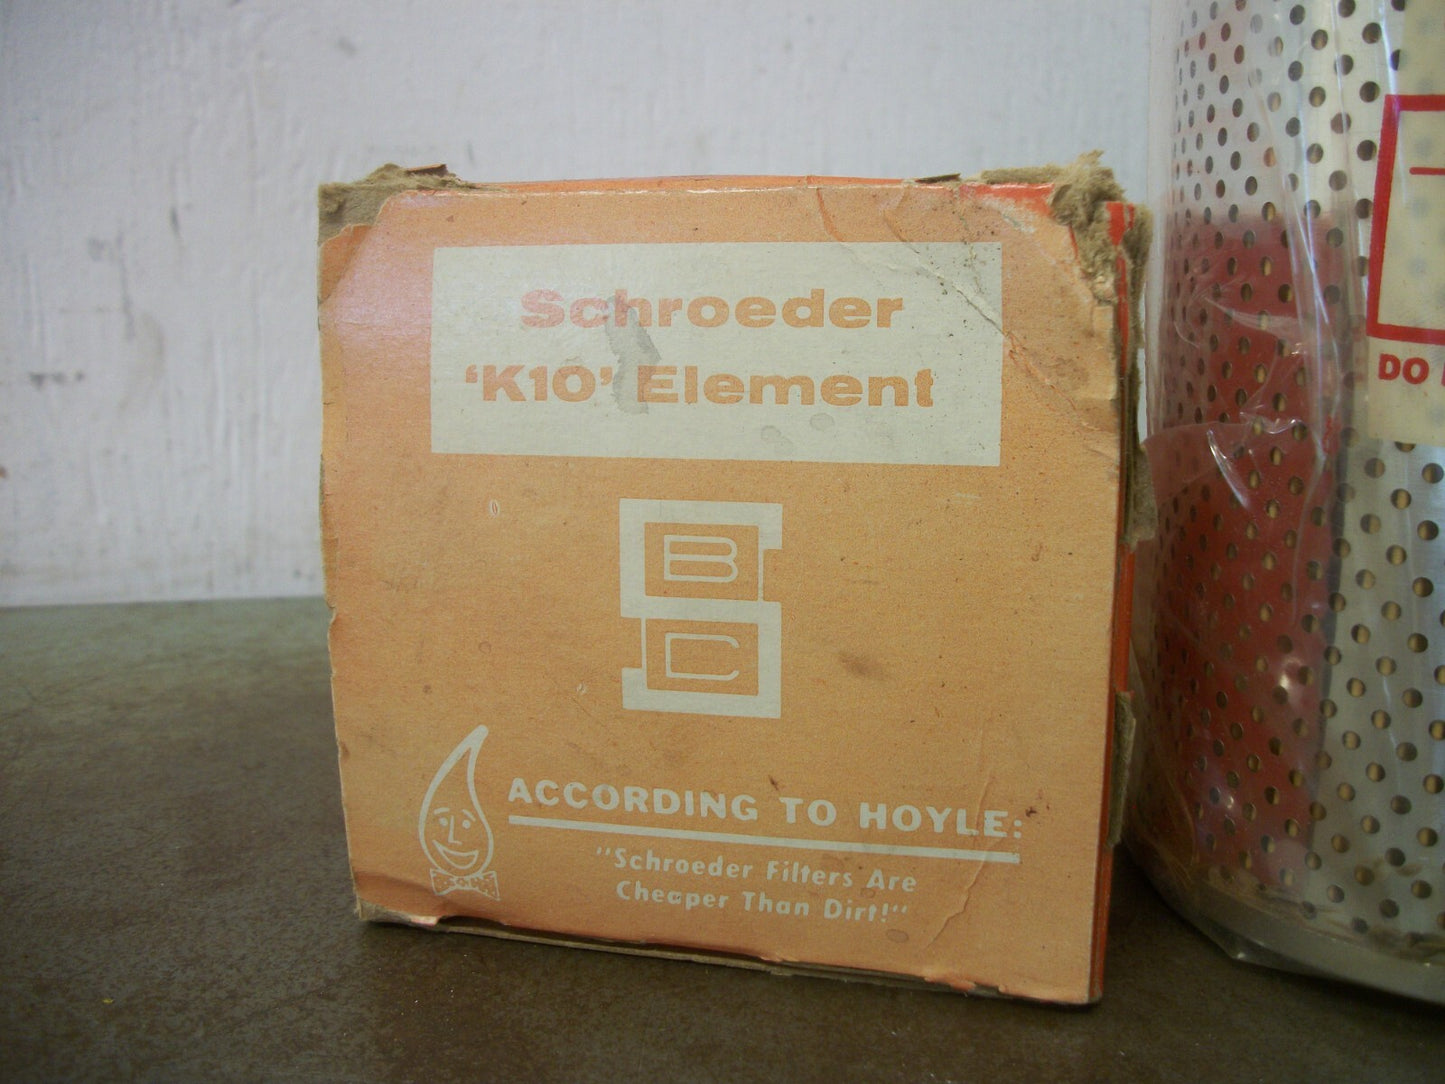 Schroeder
‘K10’ Element
B
C
ACCORDING TO HOYLE:
"Schroeder Filters Are
Cheaper Than Dirt!"
DO